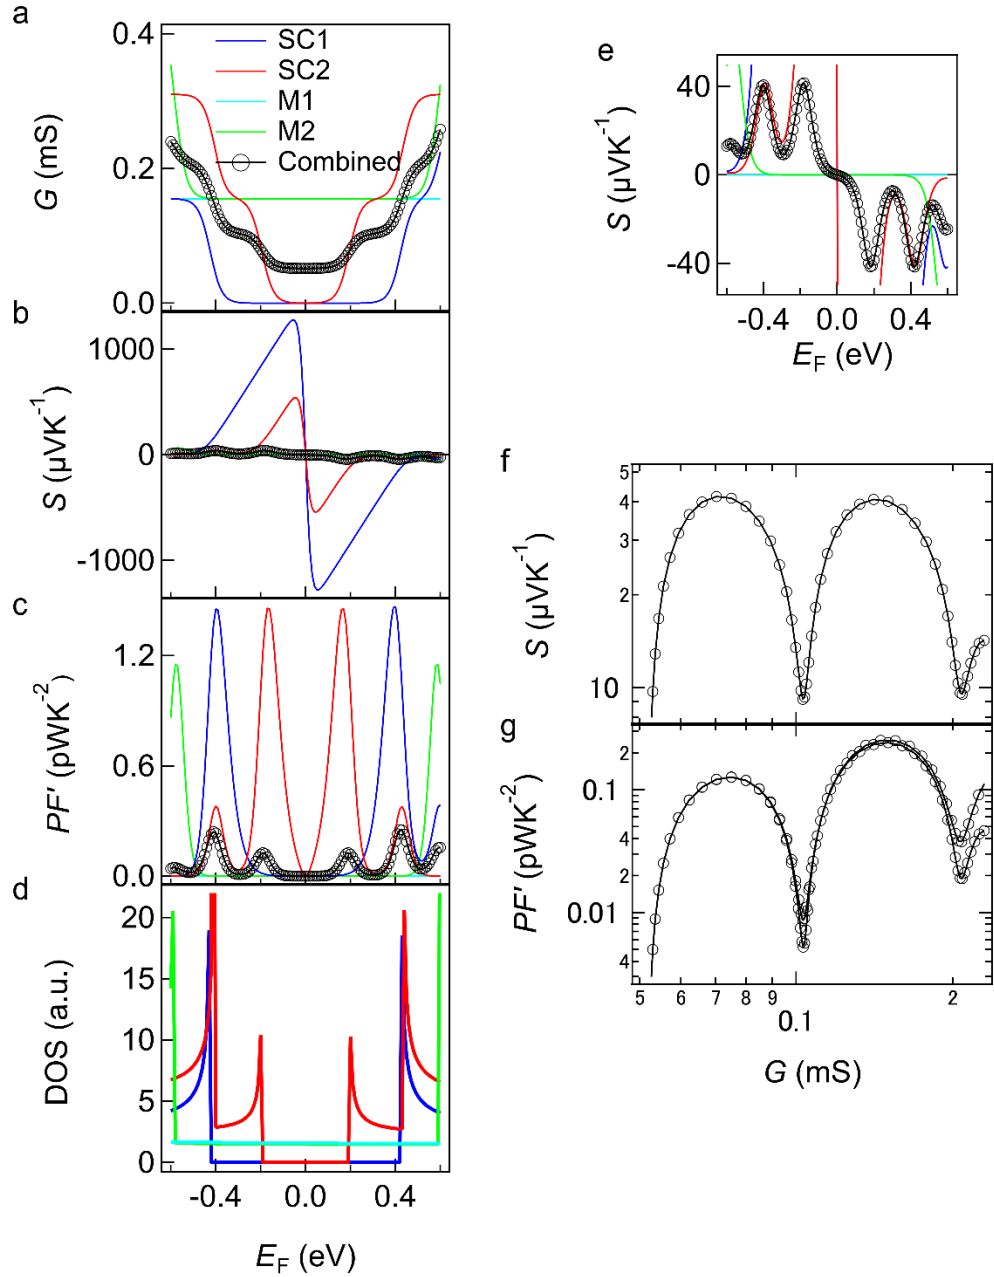 a
0.4
0.2
0.0
G (mS)
SC1
SC2
M1
M2
Combined
b
1000
0
-1000
S (µVK⁻¹)
c
1.2
0.6
0.0
PF' (pWK⁻²)
d
20
15
10
5
0
DOS (a.u.)
-0.4 0.0 0.4
E_F (eV)
e
40
0
-40
S (µVK⁻¹)
-0.4 0.0 0.4
E_F (eV)
f
5
4
3
2
10
S (µVK⁻¹)
g
2
0.1
4
2
0.01
4
PF' (pWK⁻²)
5 6 7 8 9 2
0.1
G (mS)